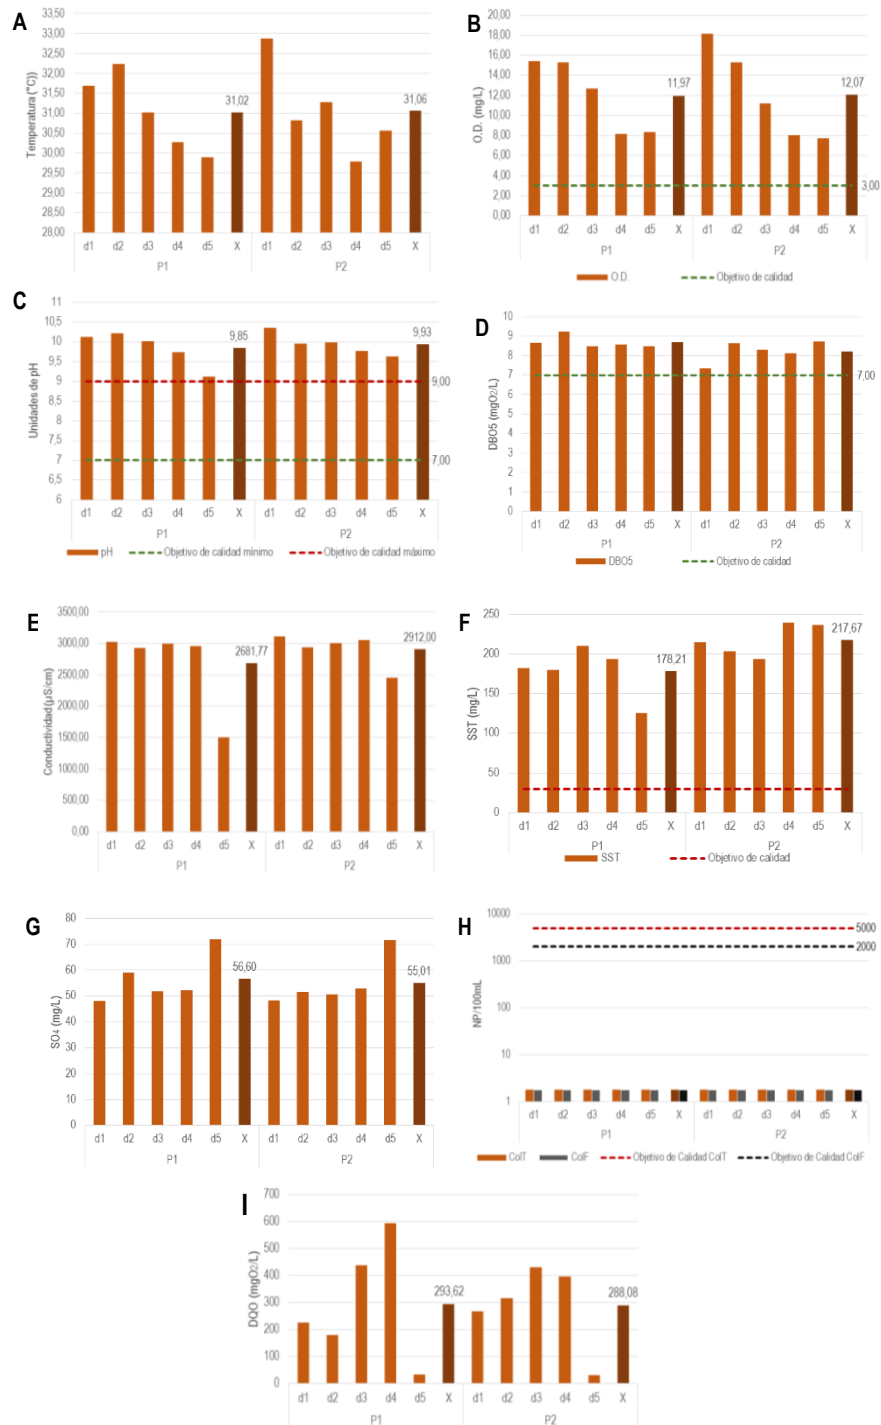 A
33,50
33,00
32,50
32,00
31,50
31,00
30,50
30,00
29,50
29,00
28,50
28,00
Temperatura (°C))
31,02
31,06
d1 d2 d3 d4 d5 X d1 d2 d3 d4 d5 X
P1 P2
B
20,00
18,00
16,00
14,00
12,00
10,00
8,00
6,00
4,00
2,00
0,00
O.D. (mg/L)
11,97
12,07
3,00
d1 d2 d3 d4 d5 X d1 d2 d3 d4 d5 X
P1 P2
O.D. Objetivo de calidad
C
11
10,5
10
9,5
9
8,5
8
7,5
7
6,5
6
Unidades de pH
9,85
9,93
9,00
7,00
d1 d2 d3 d4 d5 X d1 d2 d3 d4 d5 X
P1 P2
pH Objetivo de calidad mínimo Objetivo de calidad máximo
D
10
9
8
7
6
5
4
3
2
1
0
DBO5 (mgO2/L)
7,00
d1 d2 d3 d4 d5 X d1 d2 d3 d4 d5 X
P1 P2
DBO5 Objetivo de calidad
E
3500,00
3000,00
2500,00
2000,00
1500,00
1000,00
500,00
0,00
Conductividad (µS/cm)
2681,77
2912,00
d1 d2 d3 d4 d5 X d1 d2 d3 d4 d5 X
P1 P2
F
250
200
150
100
50
0
SST (mg/L)
178,21
217,67
d1 d2 d3 d4 d5 X d1 d2 d3 d4 d5 X
P1 P2
SST Objetivo de calidad
G
80
70
60
50
40
30
20
10
0
SO4 (mg/L)
56,60
55,01
d1 d2 d3 d4 d5 X d1 d2 d3 d4 d5 X
P1 P2
H
10000
1000
100
10
1
NP/100mL
5000
2000
d1 d2 d3 d4 d5 X d1 d2 d3 d4 d5 X
P1 P2
ColT ColF Objetivo de Calidad ColT Objetivo de Calidad ColF
I
700
600
500
400
300
200
100
0
DQO (mgO2/L)
293,62
288,08
d1 d2 d3 d4 d5 X d1 d2 d3 d4 d5 X
P1 P2